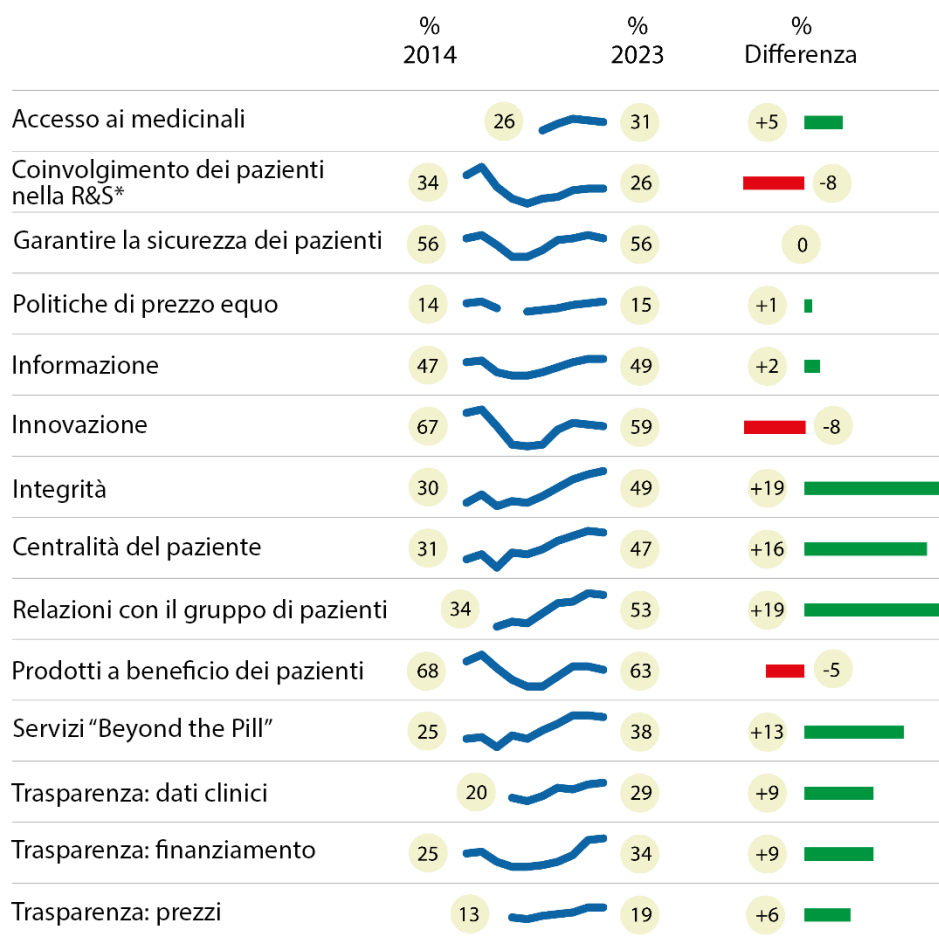 % % %
2014 2023 Differenza
Accesso ai medicinali 26 31 +5
Coinvolgimento dei pazienti
nella R&S* 34 26 -8
Garantire la sicurezza dei pazienti 56 56 0
Politiche di prezzo equo 14 15 +1
Informazione 47 49 +2
Innovazione 67 59 -8
Integrità 30 49 +19
Centralità del paziente 31 47 +16
Relazioni con il gruppo di pazienti 34 53 +19
Prodotti a beneficio dei pazienti 68 63 -5
Servizi “Beyond the Pill” 25 38 +13
Trasparenza: dati clinici 20 29 +9
Trasparenza: finanziamento 25 34 +9
Trasparenza: prezzi 13 19 +6